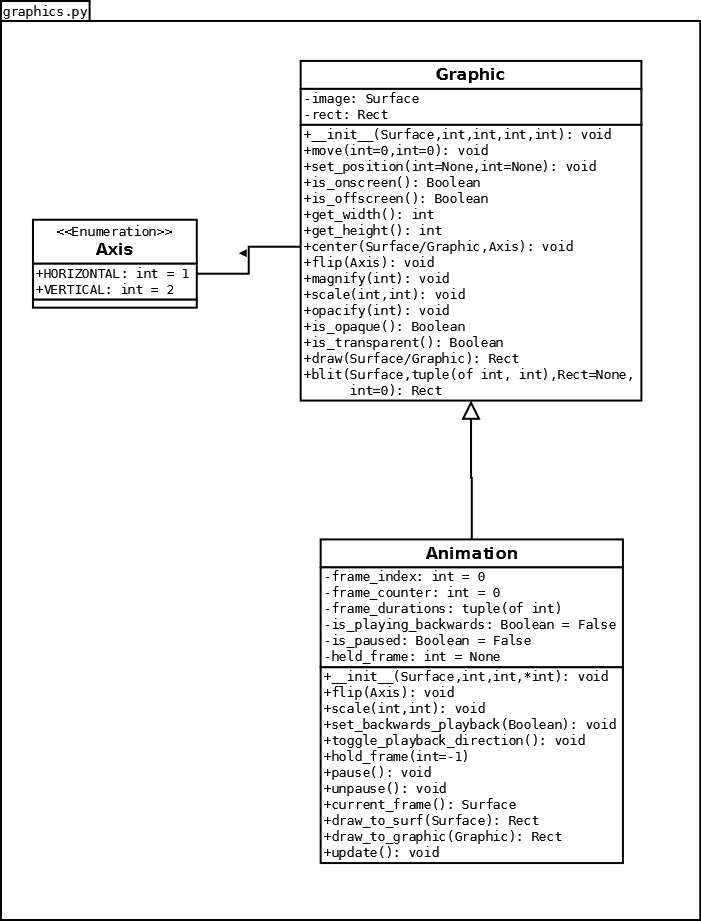 graphics.py
Graphic
-image: Surface
-rect: Rect
+__init__(Surface,int,int,int,int): void
+move(int=0,int=0): void
+set_position(int=None,int=None): void
+is_onscreen(): Boolean
+is_offscreen(): Boolean
+get_width(): int
+get_height(): int
+center(Surface/Graphic,Axis): void
+flip(Axis): void
+magnify(int): void
+scale(int,int): void
+opacify(int): void
+is_opaque(): Boolean
+is_transparent(): Boolean
+draw(Surface/Graphic): Rect
+blit(Surface,tuple(of int, int),Rect=None,
int=0): Rect
<<Enumeration>>
Axis
+HORIZONTAL: int = 1
+VERTICAL: int = 2
Animation
-frame_index: int = 0
-frame_counter: int = 0
-frame_durations: tuple(of int)
-is_playing_backwards: Boolean = False
-is_paused: Boolean = False
-held_frame: int = None
+__init__(Surface,int,int,*int): void
+flip(Axis): void
+scale(int,int): void
+set_backwards_playback(Boolean): void
+toggle_playback_direction(): void
+hold_frame(int=-1)
+pause(): void
+unpause(): void
+current_frame(): Surface
+draw_to_surf(Surface): Rect
+draw_to_graphic(Graphic): Rect
+update(): void